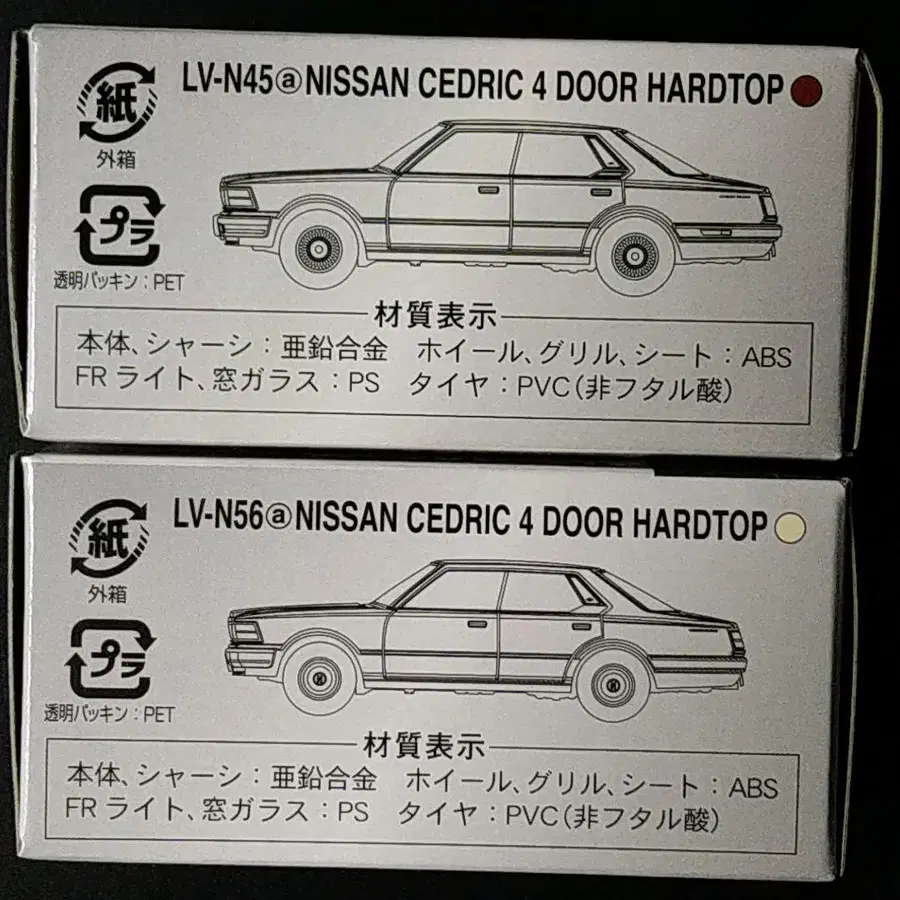 LV-N45ⓐNISSAN CEDRIC 4 DOOR HARDTOP
紙
外箱
プラ
透明パッキン：PET
材質表示
本体、シャーシ：亜鉛合金　ホイール、グリル、シート：ABS
FRライト、窓ガラス：PS　タイヤ：PVC（非フタル酸）
LV-N56ⓐNISSAN CEDRIC 4 DOOR HARDTOP
紙
外箱
プラ
透明パッキン：PET
材質表示
本体、シャーシ：亜鉛合金　ホイール、グリル、シート：ABS
FRライト、窓ガラス：PS　タイヤ：PVC（非フタル酸）